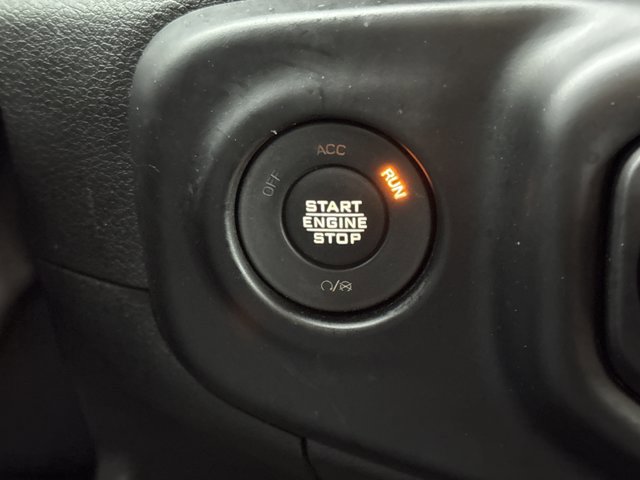 ACC
OFF
RUN
START
ENGINE
STOP